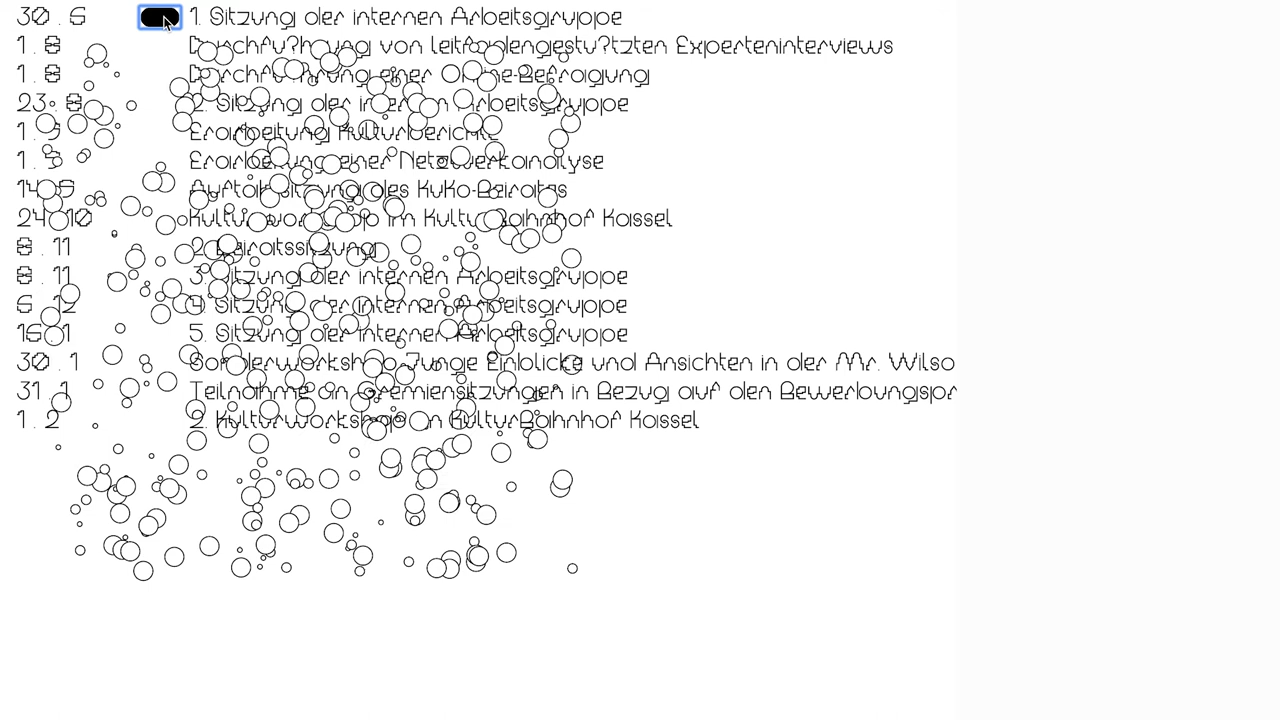 30. 6 1. Sitzung der internen Arbeitsgruppe
1. 8 Durchfu?hrung von leitfadengestu?tzten Experteninterviews
1. 8 Durchfu?hrung einer Online-Befragung
23. 8 2. Sitzung der internen Arbeitsgruppe
1. 9 Erarbeitung Kulturbericht
1. 9 Erarbeitung einer Netzwerkanalyse
14. 9 Auftaktsitzung des KuKo-Beirates
24. 10 Kulturworkshop im KulturBahnhof Kassel
8. 11 2. Beiratssitzung
8. 11 3. Sitzung der internen Arbeitsgruppe
6. 12 4. Sitzung der internen Arbeitsgruppe
16. 1 5. Sitzung der internen Arbeitsgruppe
30. 1 Sonderworkshop Junge Einblicke und Ansichten in der Mr. Wilso
31. 1 Teilnahme an Gremiensitzungen in Bezug auf den Bewerbungspr
1. 2 2. Kulturworkshop in KulturBahnhof Kassel